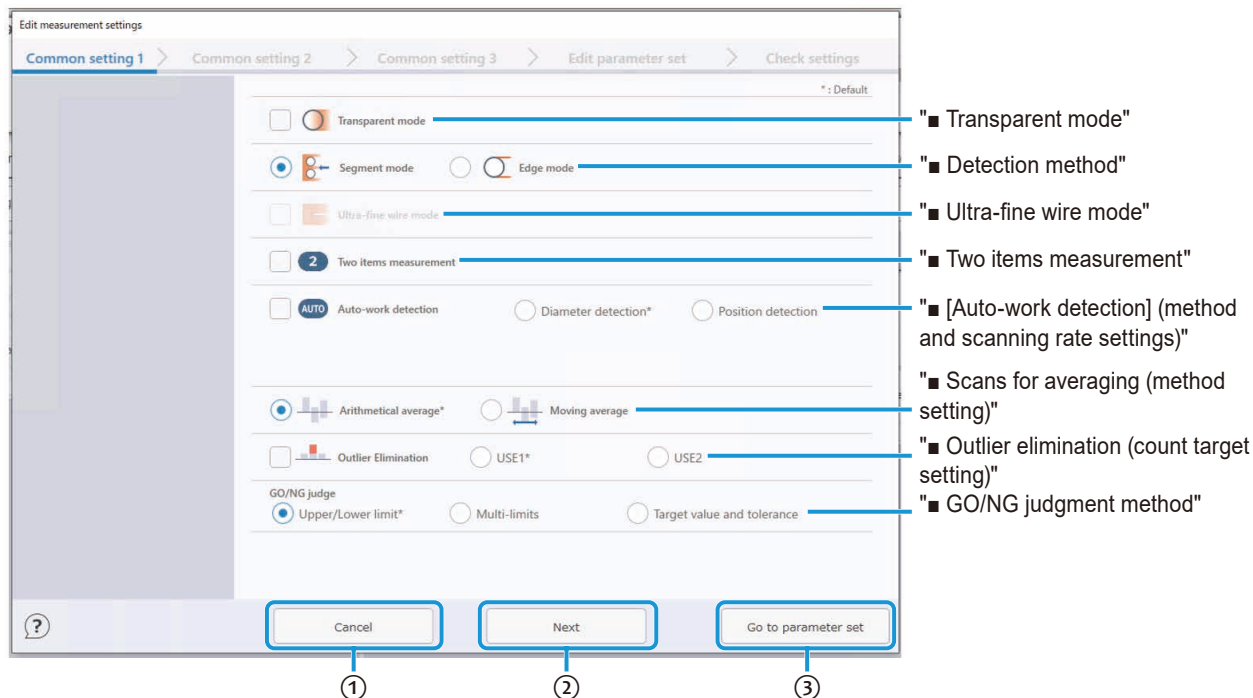 Edit measurement settings
Common setting 1 > Common setting 2 > Common setting 3 > Edit parameter set > Check settings
* : Default
Transparent mode
"■ Transparent mode"
Segment mode Edge mode
"■ Detection method"
Ultra-fine wire mode
"■ Ultra-fine wire mode"
2 Two items measurement
"■ Two items measurement"
AUTO Auto-work detection Diameter detection* Position detection
"■ [Auto-work detection] (method
and scanning rate settings)"
Arithmetical average* Moving average
"■ Scans for averaging (method
setting)"
Outlier Elimination USE1* USE2
"■ Outlier elimination (count target
setting)"
GO/NG judge
Upper/Lower limit* Multi-limits Target value and tolerance
"■ GO/NG judgment method"
? Cancel Next Go to parameter set
① ② ③